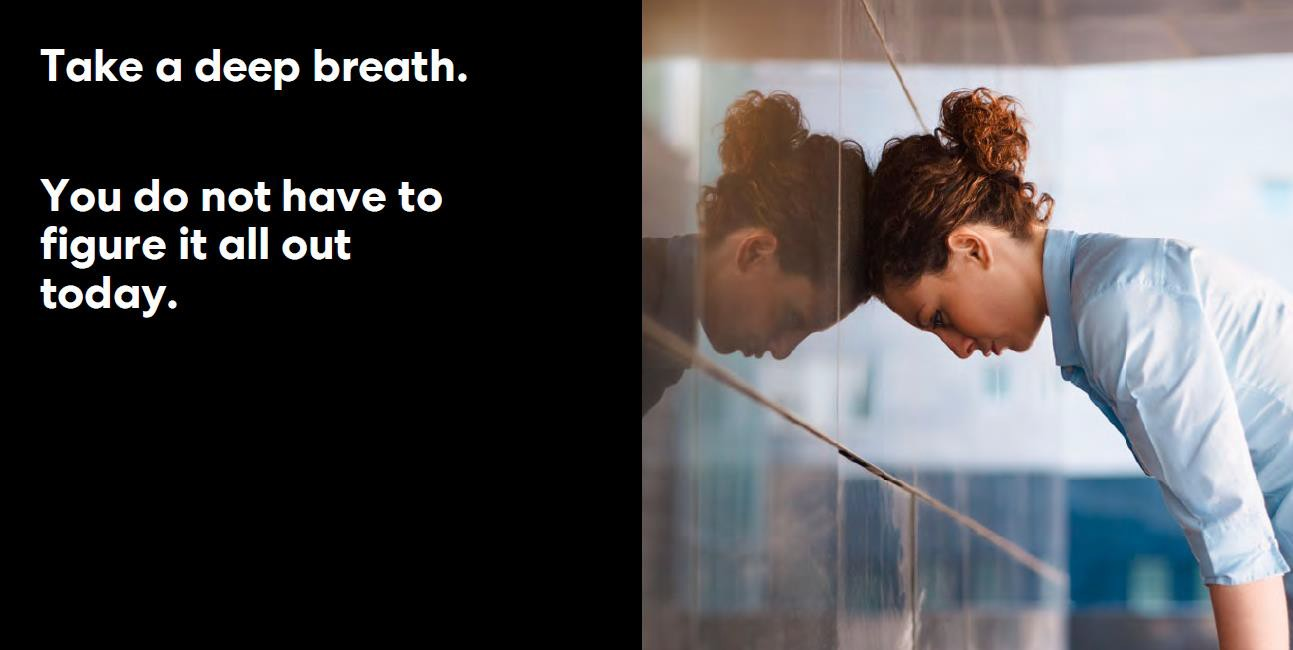 Take a deep breath.
You do not have to
figure it all out
today.